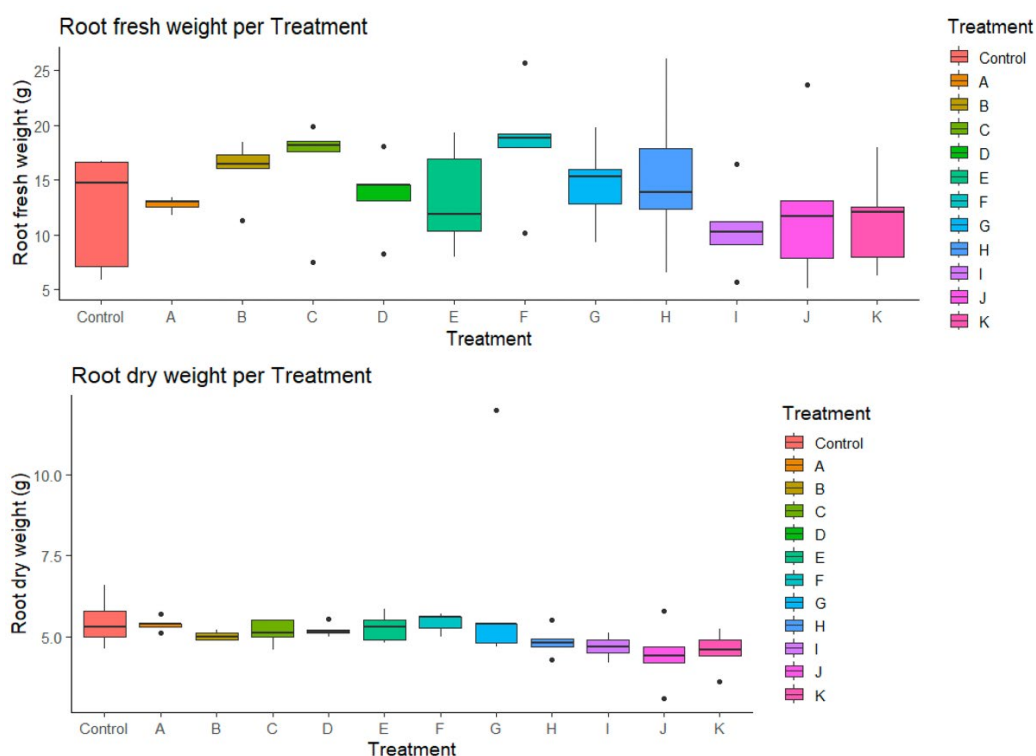 Root fresh weight per Treatment
Root fresh weight (g)
25
20
15
10
5
Control A B C D E F G H I J K
Treatment
Treatment
Control
A
B
C
D
E
F
G
H
I
J
K
Root dry weight per Treatment
Root dry weight (g)
10.0
7.5
5.0
Control A B C D E F G H I J K
Treatment
Treatment
Control
A
B
C
D
E
F
G
H
I
J
K